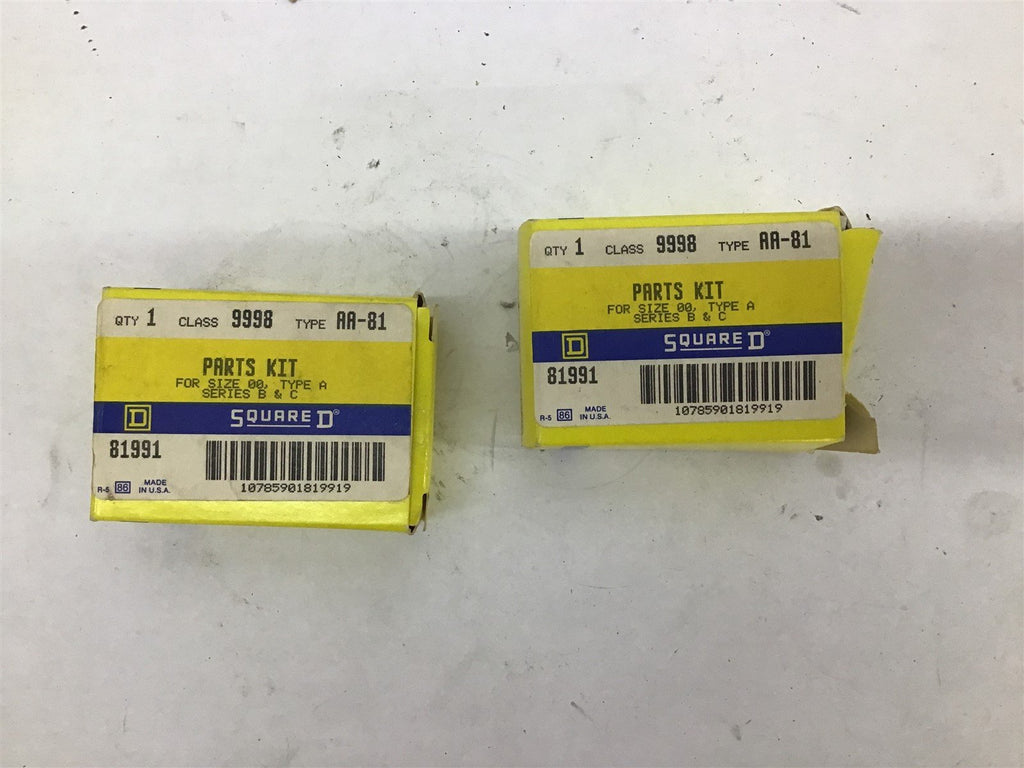 QTY 1 CLASS 9998 TYPE AA-81
PARTS KIT
FOR SIZE 00, TYPE A
SERIES B & C
D SQUARE D®
81991
R-5 86 MADE
IN U.S.A.
10785901819919
QTY 1 CLASS 9998 TYPE AA-81
PARTS KIT
FOR SIZE 00, TYPE A
SERIES B & C
D SQUARE D®
81991
R-5 86 MADE
IN U.S.A.
10785901819919